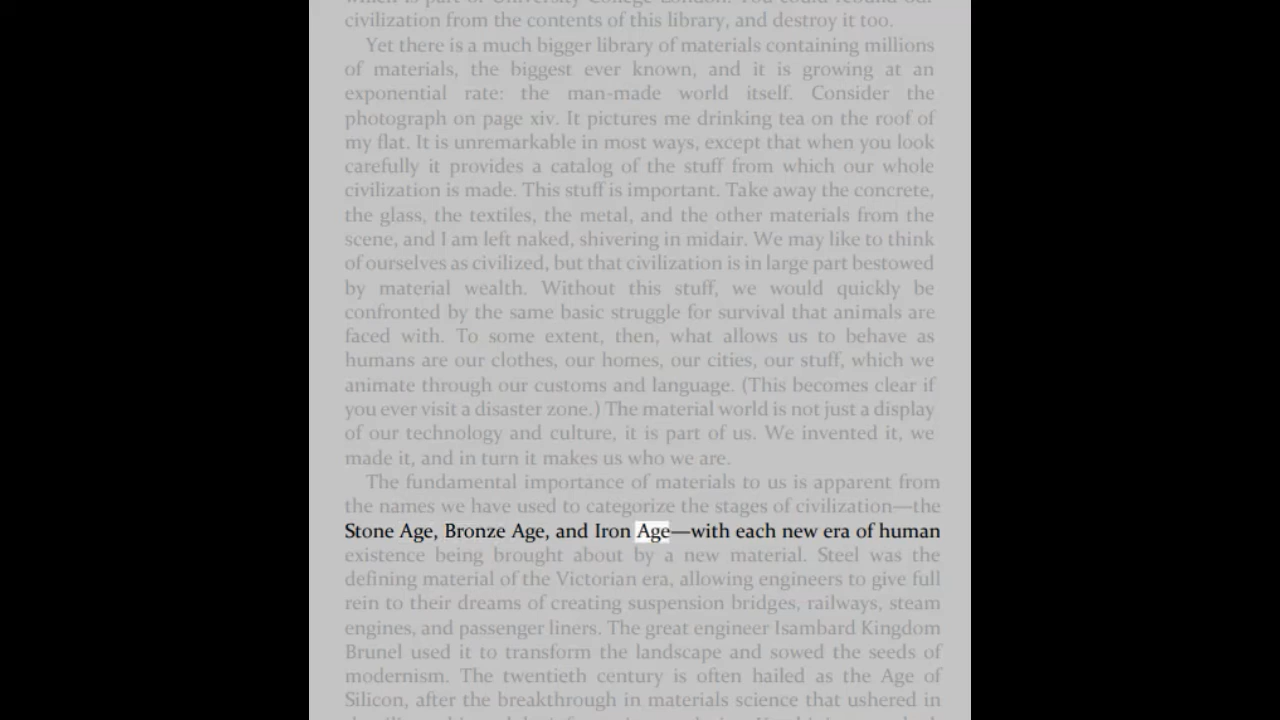 which is part of University College London. You could rebuild our
civilization from the contents of this library, and destroy it too.
Yet there is a much bigger library of materials containing millions
of materials, the biggest ever known, and it is growing at an
exponential rate: the man-made world itself. Consider the
photograph on page xiv. It pictures me drinking tea on the roof of
my flat. It is unremarkable in most ways, except that when you look
carefully it provides a catalog of the stuff from which our whole
civilization is made. This stuff is important. Take away the concrete,
the glass, the textiles, the metal, and the other materials from the
scene, and I am left naked, shivering in midair. We may like to think
of ourselves as civilized, but that civilization is in large part bestowed
by material wealth. Without this stuff, we would quickly be
confronted by the same basic struggle for survival that animals are
faced with. To some extent, then, what allows us to behave as
humans are our clothes, our homes, our cities, our stuff, which we
animate through our customs and language. (This becomes clear if
you ever visit a disaster zone.) The material world is not just a display
of our technology and culture, it is part of us. We invented it, we
made it, and in turn it makes us who we are.
The fundamental importance of materials to us is apparent from
the names we have used to categorize the stages of civilization—the
Stone Age, Bronze Age, and Iron Age—with each new era of human
existence being brought about by a new material. Steel was the
defining material of the Victorian era, allowing engineers to give full
rein to their dreams of creating suspension bridges, railways, steam
engines, and passenger liners. The great engineer Isambard Kingdom
Brunel used it to transform the landscape and sowed the seeds of
modernism. The twentieth century is often hailed as the Age of
Silicon, after the breakthrough in materials science that ushered in